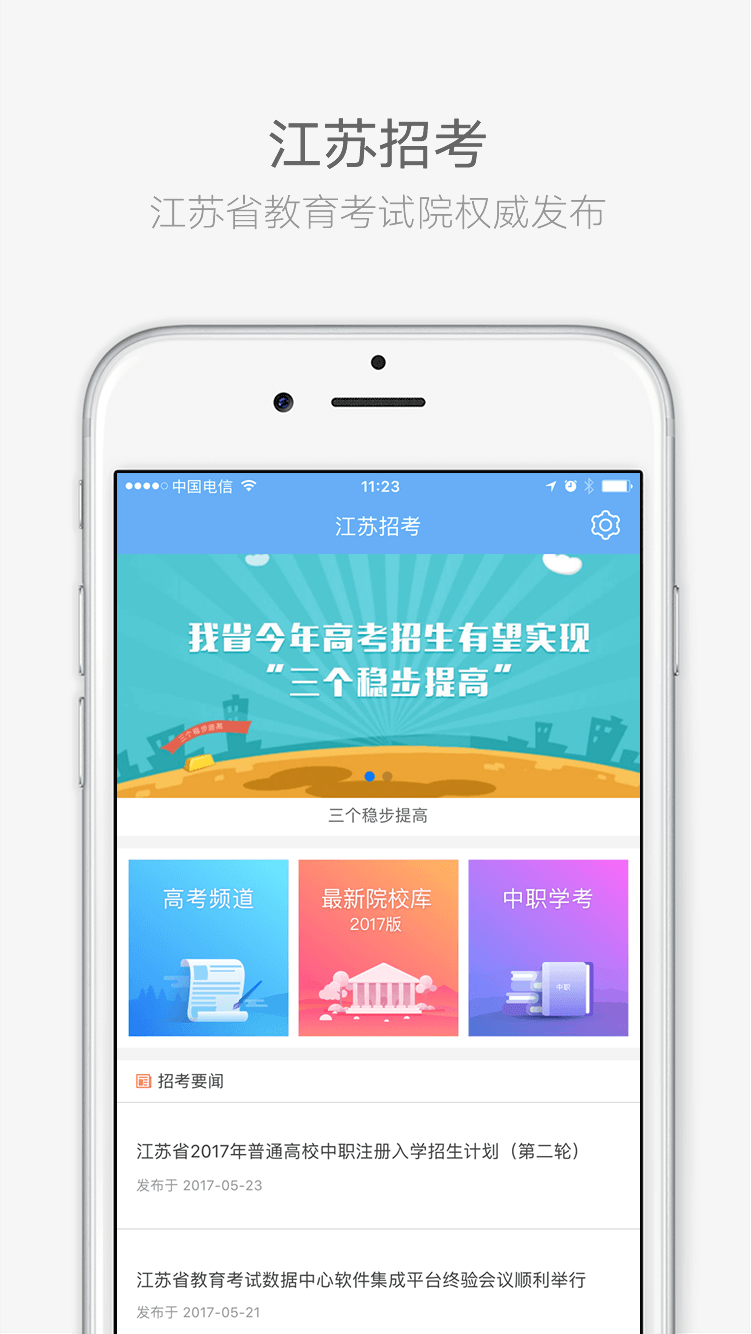 江苏招考
江苏省教育考试院权威发布
中国电信
11:23
江苏招考
我省今年高考招生有望实现
“三个稳步提高”
三个稳步提高
三个稳步提高
高考频道
最新院校库
2017版
中职学考
中职
招考要闻
江苏省2017年普通高校中职注册入学招生计划（第二轮）
发布于 2017-05-23
江苏省教育考试数据中心软件集成平台终验会议顺利举行
发布于 2017-05-21